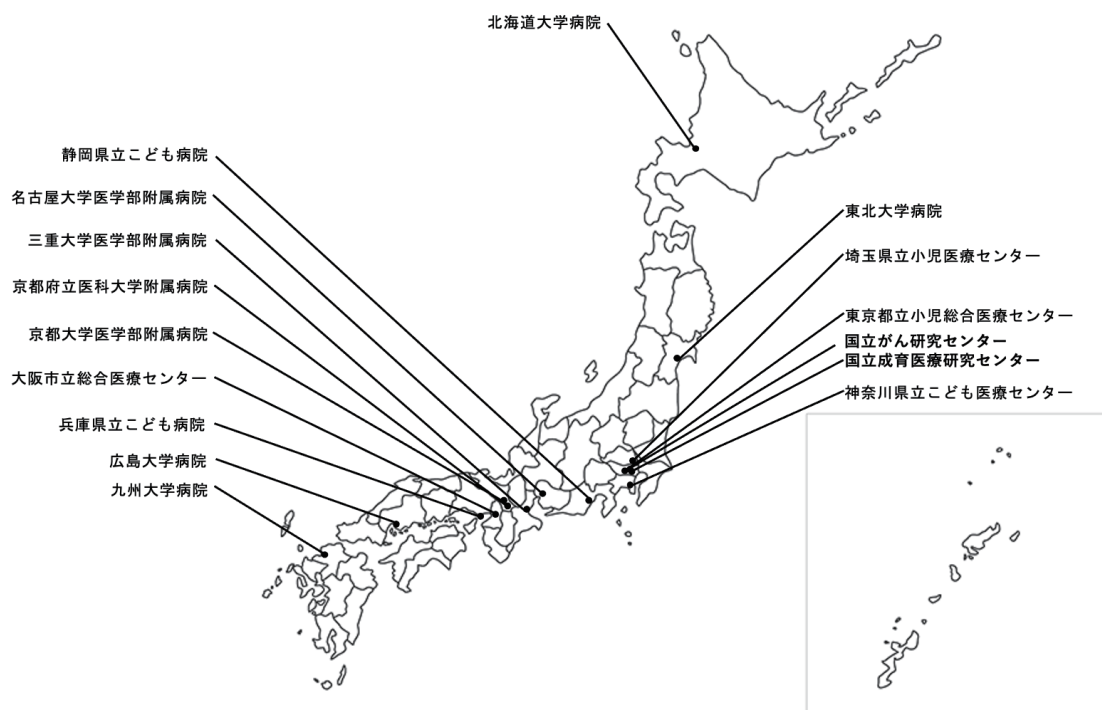 北海道大学病院
静岡県立こども病院
名古屋大学医学部附属病院
三重大学医学部附属病院
京都府立医科大学附属病院
京都大学医学部附属病院
大阪市立総合医療センター
兵庫県立こども病院
広島大学病院
九州大学病院
東北大学病院
埼玉県立小児医療センター
東京都立小児総合医療センター
国立がん研究センター
国立成育医療研究センター
神奈川県立こども医療センター